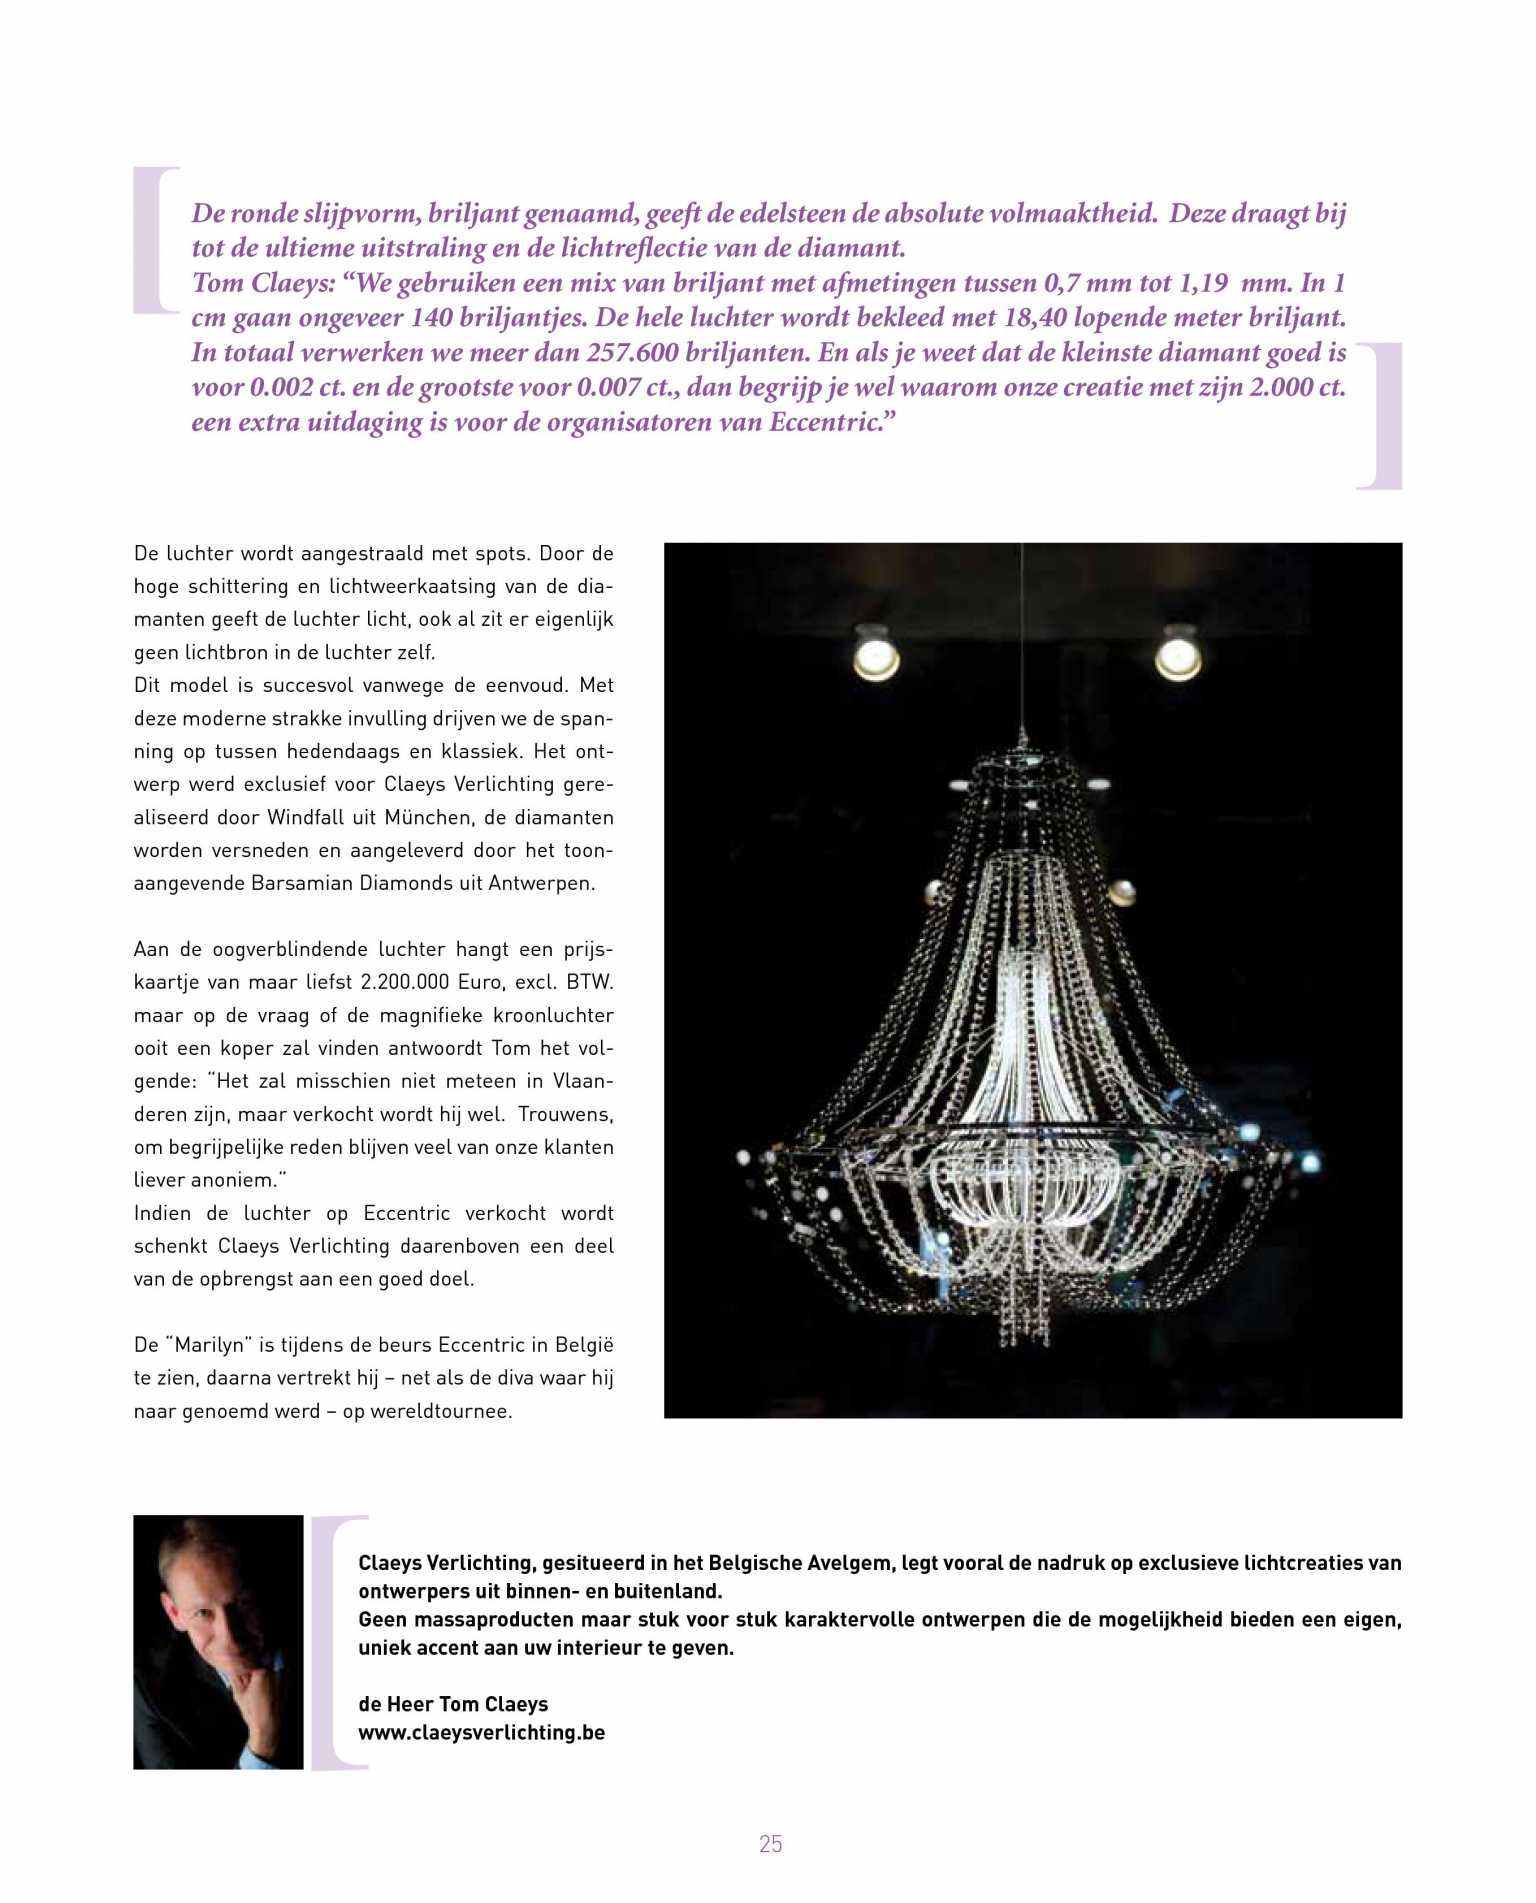 De ronde slijpvorm, briljant genaamd, geeft de edelsteen de absolute volmaaktheid.  Deze draagt bij
tot de ultieme uitstraling en de lichtreflectie van de diamant.
Tom Claeys: “We gebruiken een mix van briljant met afmetingen tussen 0,7 mm tot 1,19  mm. In 1
cm gaan ongeveer 140 briljantjes. De hele luchter wordt bekleed met 18,40 lopende meter briljant.
In totaal verwerken we meer dan 257.600 briljanten. En als je weet dat de kleinste diamant goed is
voor 0.002 ct. en de grootste voor 0.007 ct., dan begrijp je wel waarom onze creatie met zijn 2.000 ct.
een extra uitdaging is voor de organisatoren van Eccentric.”
De luchter wordt aangestraald met spots. Door de
hoge schittering en lichtweerkaatsing van de dia-
manten geeft de luchter licht, ook al zit er eigenlijk
geen lichtbron in de luchter zelf.
Dit model is succesvol vanwege de eenvoud. Met
deze moderne strakke invulling drijven we de span-
ning op tussen hedendaags en klassiek. Het ont-
werp werd exclusief voor Claeys Verlichting gere-
aliseerd door Windfall uit München, de diamanten
worden versneden en aangeleverd door het toon-
aangevende Barsamian Diamonds uit Antwerpen.
Aan de oogverblindende luchter hangt een prijs-
kaartje van maar liefst 2.200.000 Euro, excl. BTW.
maar op de vraag of de magnifieke kroonluchter
ooit een koper zal vinden antwoordt Tom het vol-
gende: “Het zal misschien niet meteen in Vlaan-
deren zijn, maar verkocht wordt hij wel.  Trouwens,
om begrijpelijke reden blijven veel van onze klanten
liever anoniem.”
Indien de luchter op Eccentric verkocht wordt
schenkt Claeys Verlichting daarenboven een deel
van de opbrengst aan een goed doel.
De “Marilyn” is tijdens de beurs Eccentric in België
te zien, daarna vertrekt hij – net als de diva waar hij
naar genoemd werd – op wereldtournee.
Claeys Verlichting, gesitueerd in het Belgische Avelgem, legt vooral de nadruk op exclusieve lichtcreaties van
ontwerpers uit binnen- en buitenland.
Geen massaproducten maar stuk voor stuk karaktervolle ontwerpen die de mogelijkheid bieden een eigen,
uniek accent aan uw interieur te geven.
de Heer Tom Claeys
www.claeysverlichting.be
25